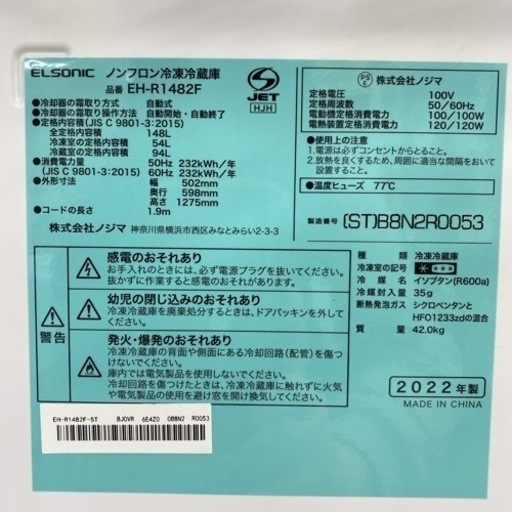 ELSONIC ノンフロン冷凍冷蔵庫
品番 EH-R1482F
JET
HJH
●冷却器の霜取り方式 自動式
●冷却器の霜取り方法 自動開始・自動終了
●定格内容積(JIS C 9801-3:2015)
全定格内容積 148L
冷凍室定格内容積 54L
冷蔵室定格内容積 94L
●消費電力量 50Hz 232kWh/年
(JIS C 9801-3:2015) 60Hz 232kWh/年
●外形寸法 幅 502mm
奥行 598mm
高さ 1275mm
●コードの長さ 1.9m
株式会社ノジマ 神奈川県横浜市西区みなとみらい2-3-3
PS
E
株式会社ノジマ
定格電圧 100V
定格周波数 50/60Hz
電動機定格消費電力 100/100W
電熱装置定格消費電力 120/120W
●使用上の注意
1.電源は必ずコンセントからとること。
2.放熱を良くするため、周囲に適当な間隔をおいて
設置すること。
●温度ヒューズ 77℃
製造番号 (ST)B8N2R0053
警告
感電のおそれあり
お手入れのときには、必ず電源プラグを抜いてください。
抜かずに作業すると感電するおそれがあります。
幼児の閉じ込めのおそれあり
冷凍冷蔵庫を廃棄処分するときは、ドアパッキンを外してください。
発火・爆発のおそれあり
冷凍冷蔵庫の背面や側面にある冷却回路(配管)を傷つけないでください。
庫内では電気製品を使用しないでください。
冷却回路を傷つけたときは、冷凍冷蔵庫に触れずに火気
や電気製品の使用を避け窓を開けて換気してください。
種類 冷凍冷蔵庫
冷凍室の記号
冷媒 イソブタン(R600a)
冷媒封入量 35g
断熱発泡ガス シクロペンタンと
HFO1233zdの混合
質量 42.0kg
2022年製
MADE IN CHINA
EH-R1482F-ST BJOVR 6E4Z0 0B8N2 R0053